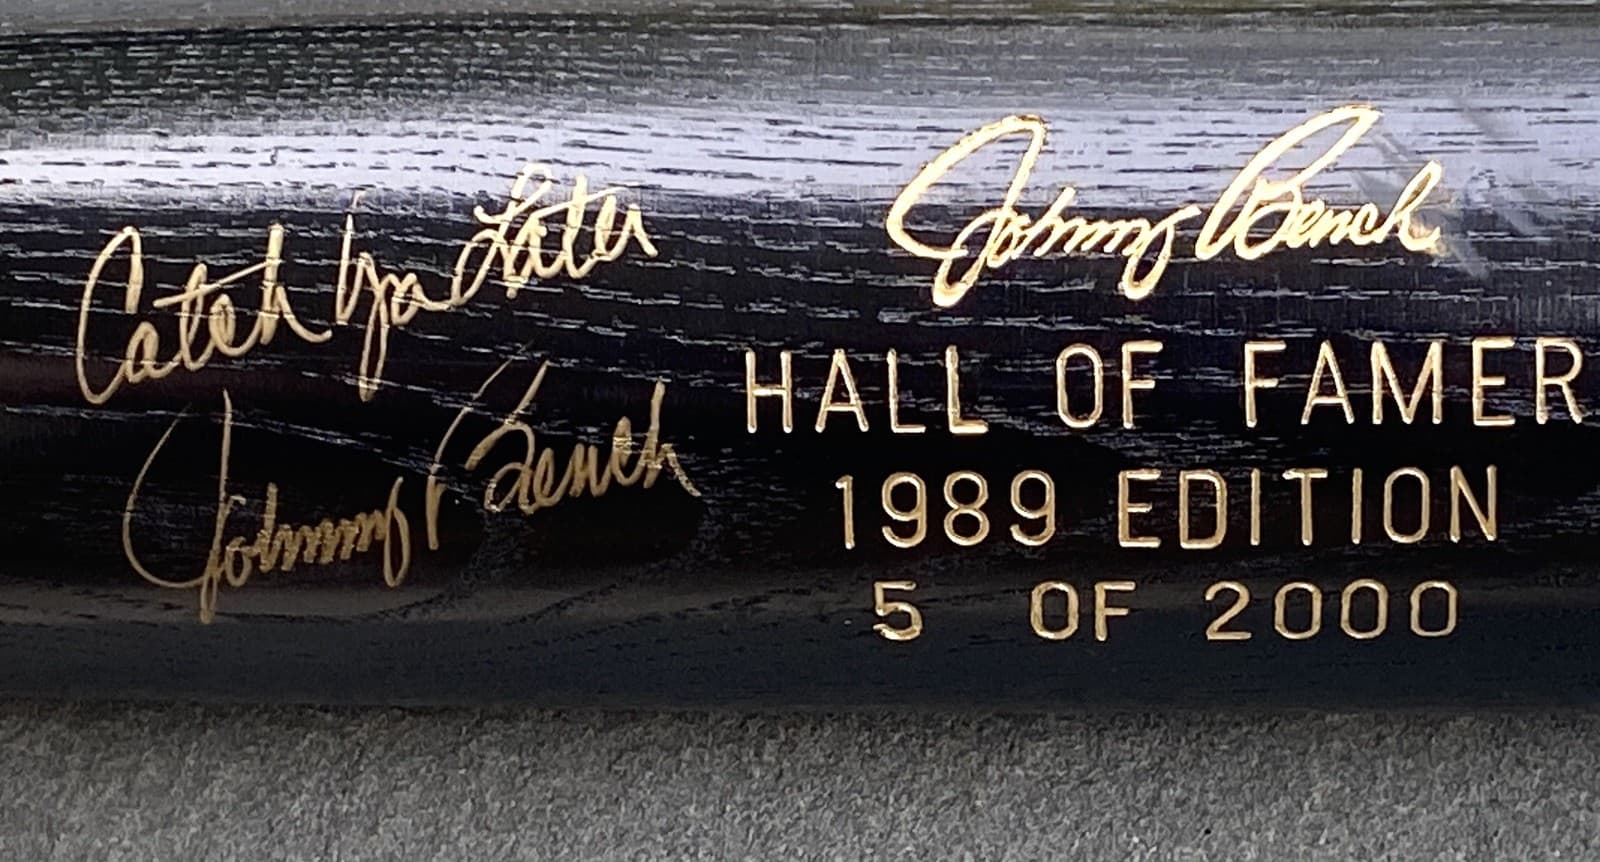 Catch Ya Later
Johnny Bench
Johnny Bench
HALL OF FAMER
1989 EDITION
5 OF 2000